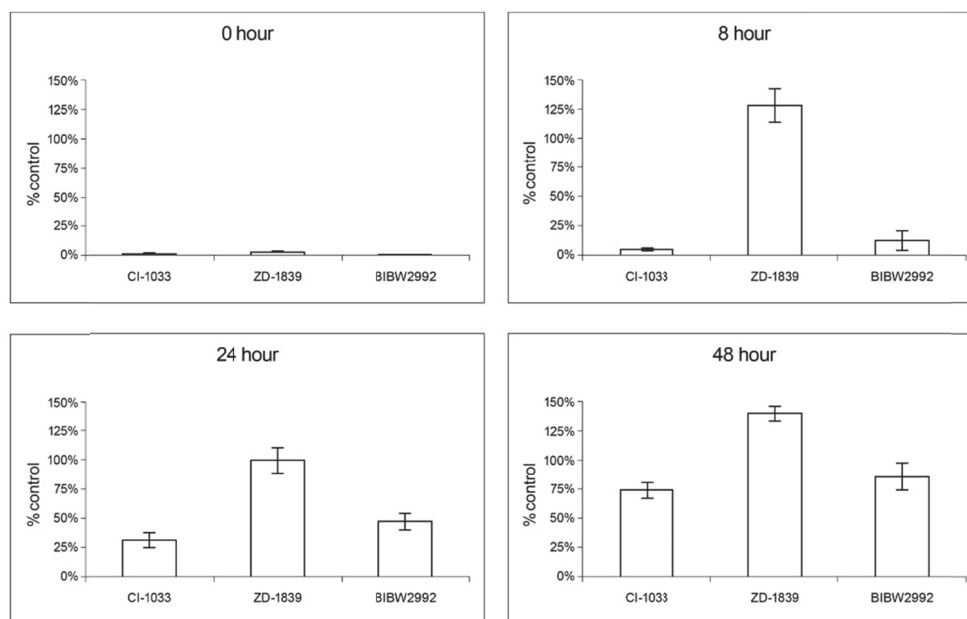 0 hour
150%
125%
100%
75%
50%
25%
0%
% control
CI-1033 ZD-1839 BIBW2992
8 hour
150%
125%
100%
75%
50%
25%
0%
% control
CI-1033 ZD-1839 BIBW2992
24 hour
150%
125%
100%
75%
50%
25%
0%
% control
CI-1033 ZD-1839 BIBW2992
48 hour
150%
125%
100%
75%
50%
25%
0%
% control
CI-1033 ZD-1839 BIBW2992